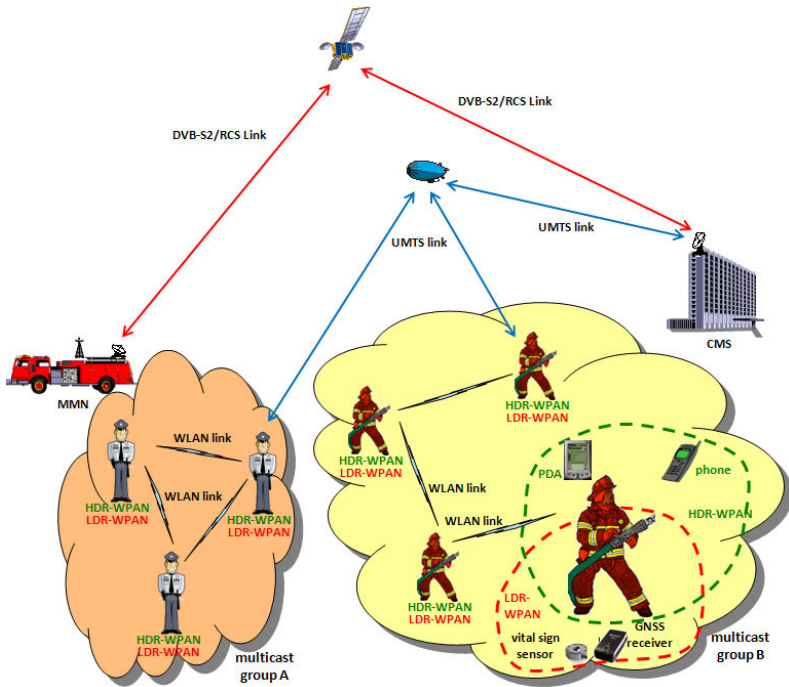 DVB-S2/RCS Link
DVB-S2/RCS Link
UMTS link
UMTS link
CMS
MMN
WLAN link
HDR-WPAN
LDR-WPAN
WLAN link
HDR-WPAN
LDR-WPAN
HDR-WPAN
LDR-WPAN
multicast
group A
HDR-WPAN
LDR-WPAN
HDR-WPAN
LDR-WPAN
WLAN link
WLAN link
HDR-WPAN
LDR-WPAN
PDA
phone
HDR-WPAN
LDR-
WPAN
vital sign
sensor
GNSS
receiver
multicast
group B